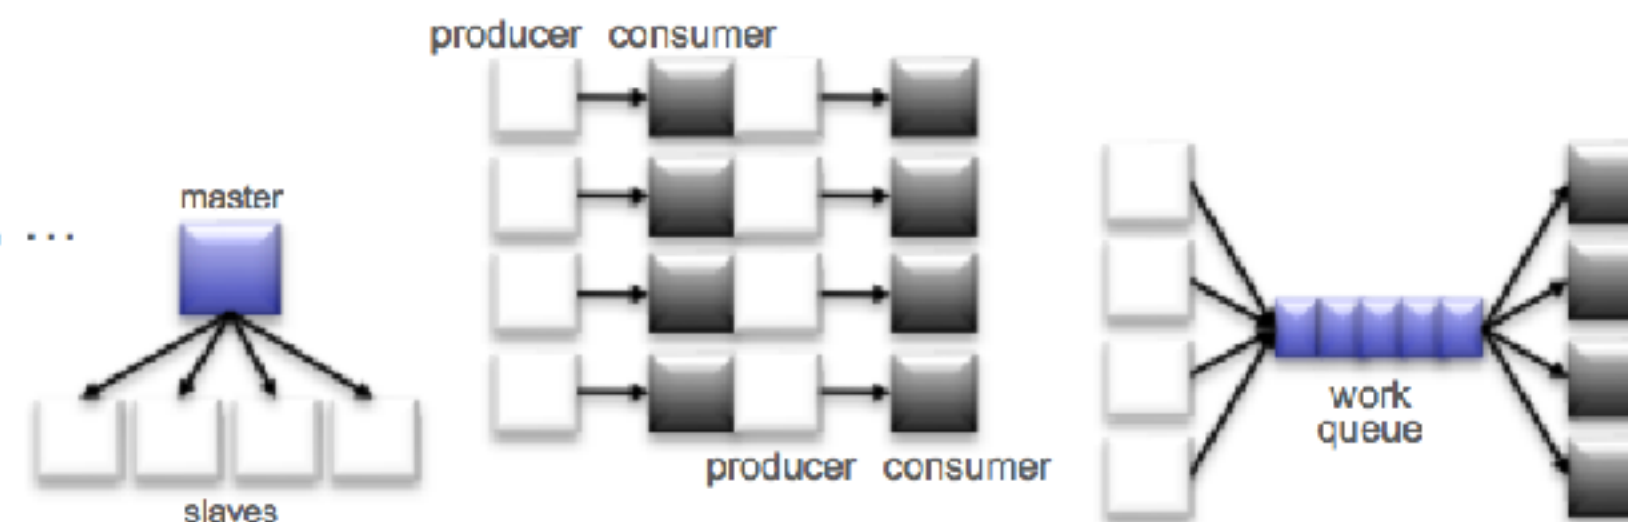 producer consumer
master
...
slaves
producer consumer
work
queue